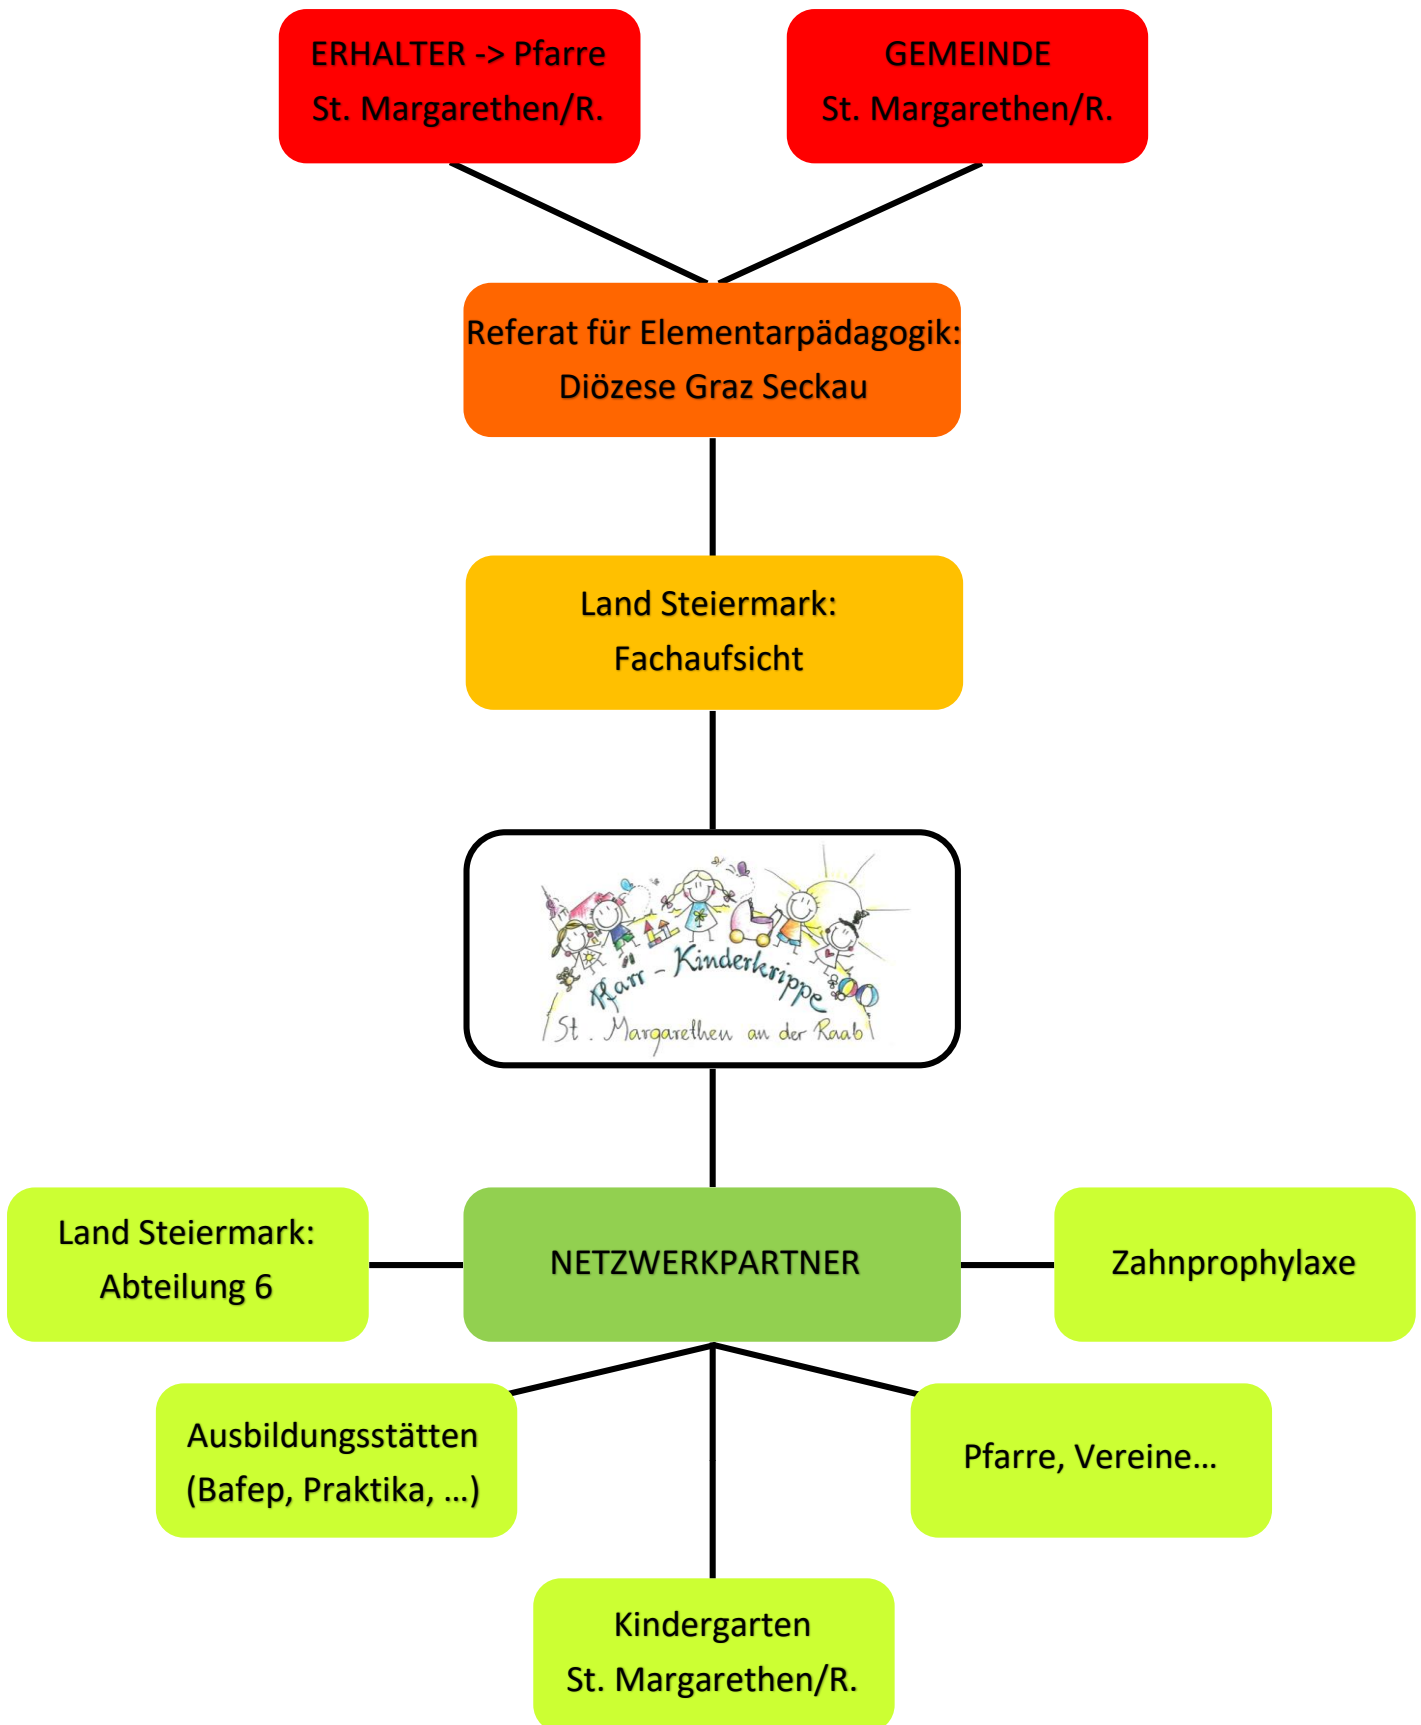 ERHALTER -> Pfarre
St. Margarethen/R.
GEMEINDE
St. Margarethen/R.
Referat für Elementarpädagogik:
Diözese Graz Seckau
Land Steiermark:
Fachaufsicht
Pfarr - Kinderkrippe
St. Margarethen an der Raab
Land Steiermark:
Abteilung 6
NETZWERKPARTNER
Zahnprophylaxe
Ausbildungsstätten
(Bafep, Praktika, ...)
Pfarre, Vereine...
Kindergarten
St. Margarethen/R.